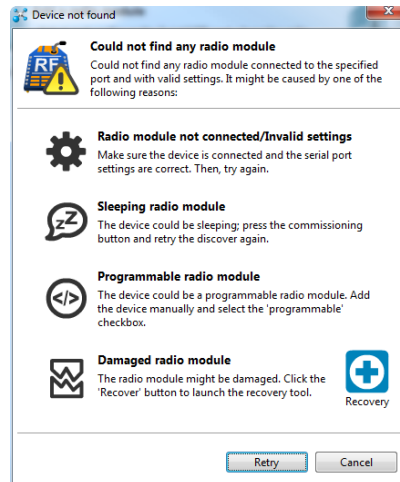 Device not found
RF
Could not find any radio module
Could not find any radio module connected to the specified
port and with valid settings. It might be caused by one of the
following reasons:
Radio module not connected/Invalid settings
Make sure the device is connected and the serial port
settings are correct. Then, try again.
zZ
Sleeping radio module
The device could be sleeping; press the commissioning
button and retry the discover again.
</>
Programmable radio module
The device could be a programmable radio module. Add
the device manually and select the 'programmable'
checkbox.
Damaged radio module
The radio module might be damaged. Click the
'Recover' button to launch the recovery tool.
Recovery
Retry
Cancel